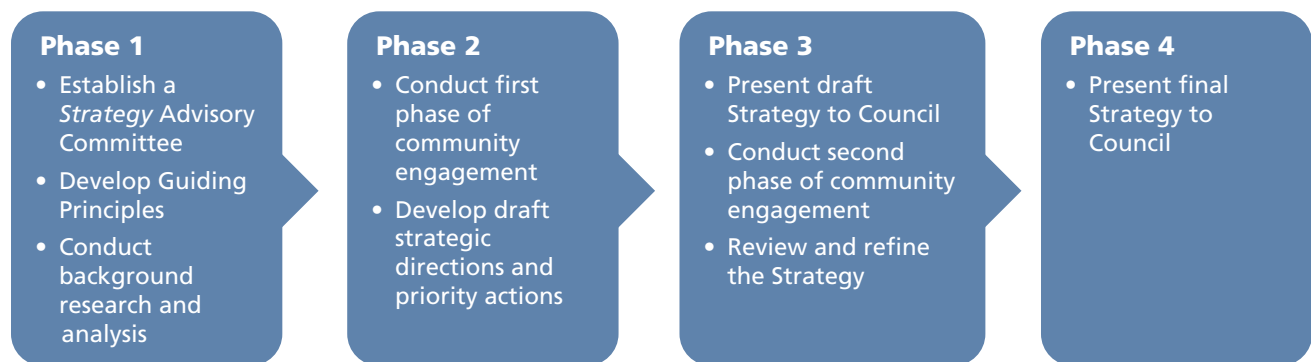 Phase 1
• Establish a
Strategy Advisory
Committee
• Develop Guiding
Principles
• Conduct
background
research and
analysis
Phase 2
• Conduct first
phase of
community
engagement
• Develop draft
strategic
directions and
priority actions
Phase 3
• Present draft
Strategy to Council
• Conduct second
phase of community
engagement
• Review and refine
the Strategy
Phase 4
• Present final
Strategy to
Council